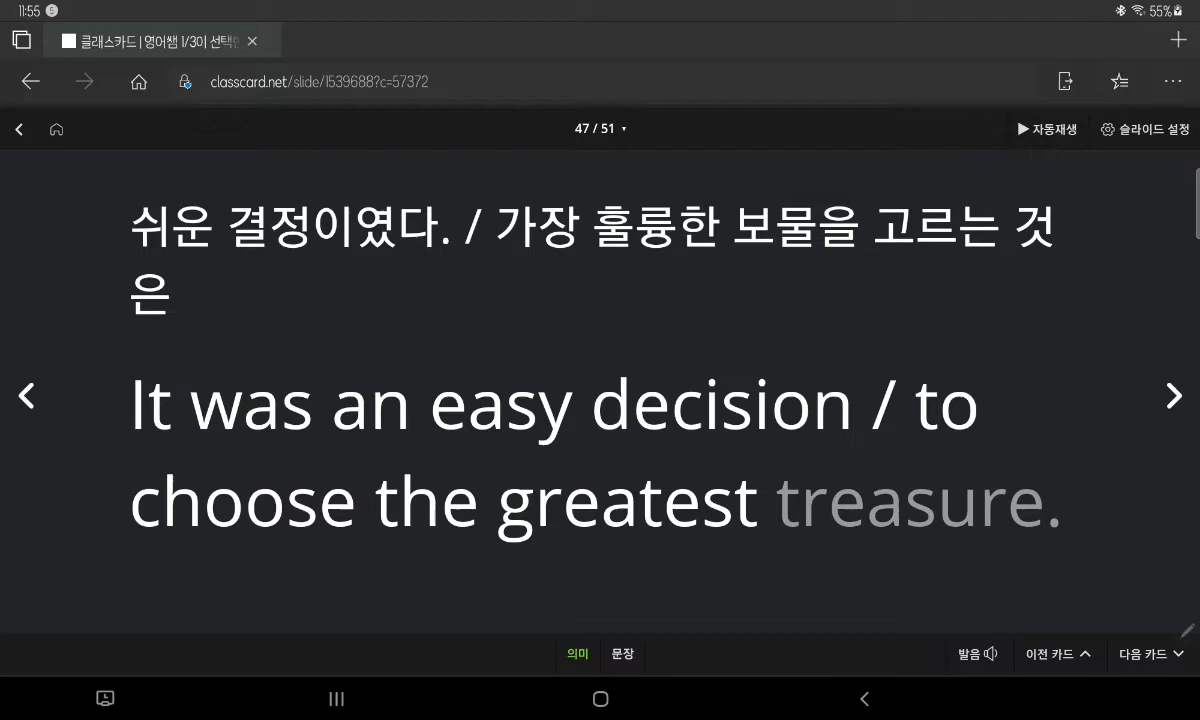 11:55 S 55%
클래스카드 | 영어쌤 1/3이 선택한
classcard.net/slide/1539688?c=57372
47 / 51 자동재생 슬라이드 설정
쉬운 결정이였다. / 가장 훌륭한 보물을 고르는 것
은
It was an easy decision / to
choose the greatest treasure.
의미 문장 발음 이전 카드 다음 카드